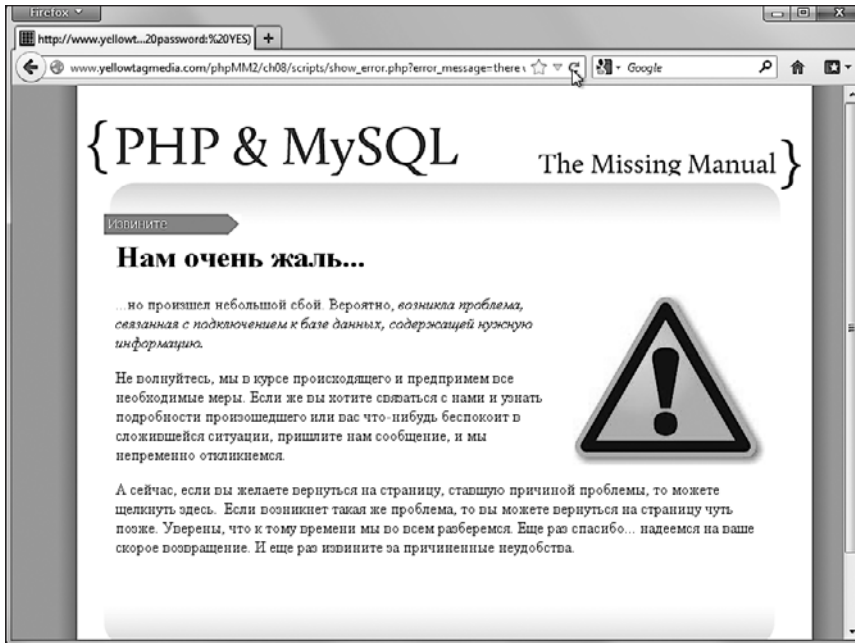 Firefox
http://www.yellowt...20password:%20YES)
www.yellowtagmedia.com/phpMM2/ch08/scripts/show_error.php?error_message=there
Google
{PHP & MySQL
The Missing Manual}
Извините
Нам очень жаль...
...но произшел небольшой сбой. Вероятно, возникла проблема,
связанная с подключением к базе данных, содержащей нужную
информацию.
Не волнуйтесь, мы в курсе происходящего и предпримем все
необходимые меры. Если же вы хотите связаться с нами и узнать
подробности произошедшего или вас что-нибудь беспокоит в
сложившейся ситуации, пришлите нам сообщение, и мы
непременно откликнемся.
А сейчас, если вы желаете вернуться на страницу, ставшую причиной проблемы, то можете
щелкнуть здесь. Если возникнет такая же проблема, то вы можете вернуться на страницу чуть
позже. Уверены, что к тому времени мы во всем разберемся. Еще раз спасибо... надеемся на ваше
скорое возвращение. И еще раз извините за причиненные неудобства.